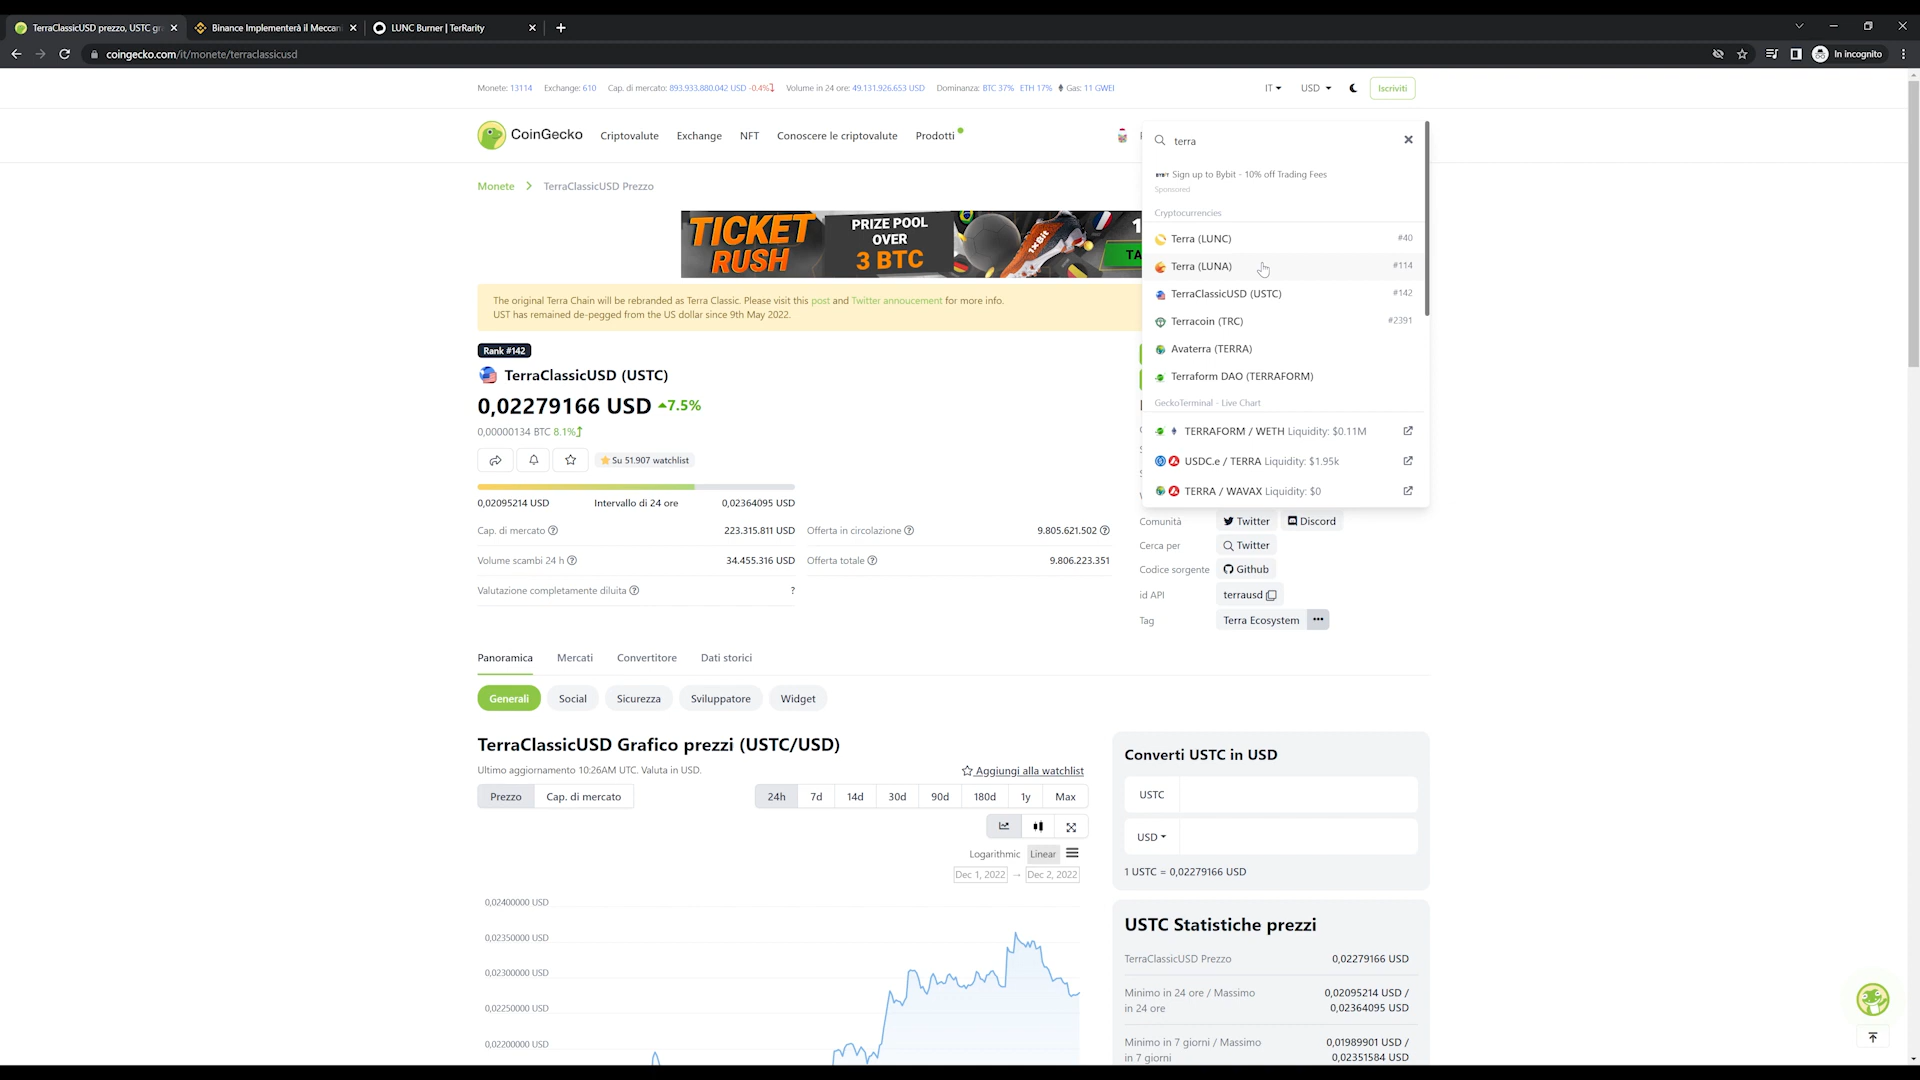 TerraClassicUSD prezzo, USTC gr
Binance Implementerà il Meccani
LUNC Burner | TerRarity
coingecko.com/it/monete/terraclassicusd
In incognito
Monete: 13114 Exchange: 610 Cap. di mercato: 893.933.880.042 USD -0.4% Volume in 24 ore: 49.131.926.653 USD Dominanza: BTC 37% ETH 17% Gas: 11 GWEI
IT USD Iscriviti
CoinGecko Criptovalute Exchange NFT Conoscere le criptovalute Prodotti
terra
Sign up to Bybit - 10% off Trading Fees
Sponsored
Cryptocurrencies
Terra (LUNC) #40
Terra (LUNA) #114
TerraClassicUSD (USTC) #142
Terracoin (TRC) #2391
Avaterra (TERRA)
Terraform DAO (TERRAFORM)
GeckoTerminal - Live Chart
TERRAFORM / WETH Liquidity: $0.11M
USDC.e / TERRA Liquidity: $1.95k
TERRA / WAVAX Liquidity: $0
Monete > TerraClassicUSD Prezzo
TICKET RUSH
PRIZE POOL
OVER
3 BTC
1xBit
The original Terra Chain will be rebranded as Terra Classic. Please visit this post and Twitter annoucement for more info.
UST has remained de-pegged from the US dollar since 9th May 2022.
Rank #142
TerraClassicUSD (USTC)
0,02279166 USD 7.5%
0,00000134 BTC 8.1%
Su 51.907 watchlist
0,02095214 USD Intervallo di 24 ore 0,02364095 USD
Cap. di mercato 223.315.811 USD Offerta in circolazione 9.805.621.502
Volume scambi 24 h 34.455.316 USD Offerta totale 9.806.223.351
Valutazione completamente diluita ?
Comunità Twitter Discord
Cerca per Twitter
Codice sorgente Github
id API terrausd
Tag Terra Ecosystem •••
Panoramica Mercati Convertitore Dati storici
Generali Social Sicurezza Sviluppatore Widget
TerraClassicUSD Grafico prezzi (USTC/USD)
Ultimo aggiornamento 10:26AM UTC. Valuta in USD.
Aggiungi alla watchlist
Prezzo Cap. di mercato
24h 7d 14d 30d 90d 180d 1y Max
Logarithmic Linear
Dec 1, 2022 → Dec 2, 2022
0,02400000 USD
0,02350000 USD
0,02300000 USD
0,02250000 USD
0,02200000 USD
Converti USTC in USD
USTC
USD
1 USTC = 0,02279166 USD
USTC Statistiche prezzi
TerraClassicUSD Prezzo 0,02279166 USD
Minimo in 24 ore / Massimo in 24 ore 0,02095214 USD / 0,02364095 USD
Minimo in 7 giorni / Massimo in 7 giorni 0,01989901 USD / 0,02351584 USD